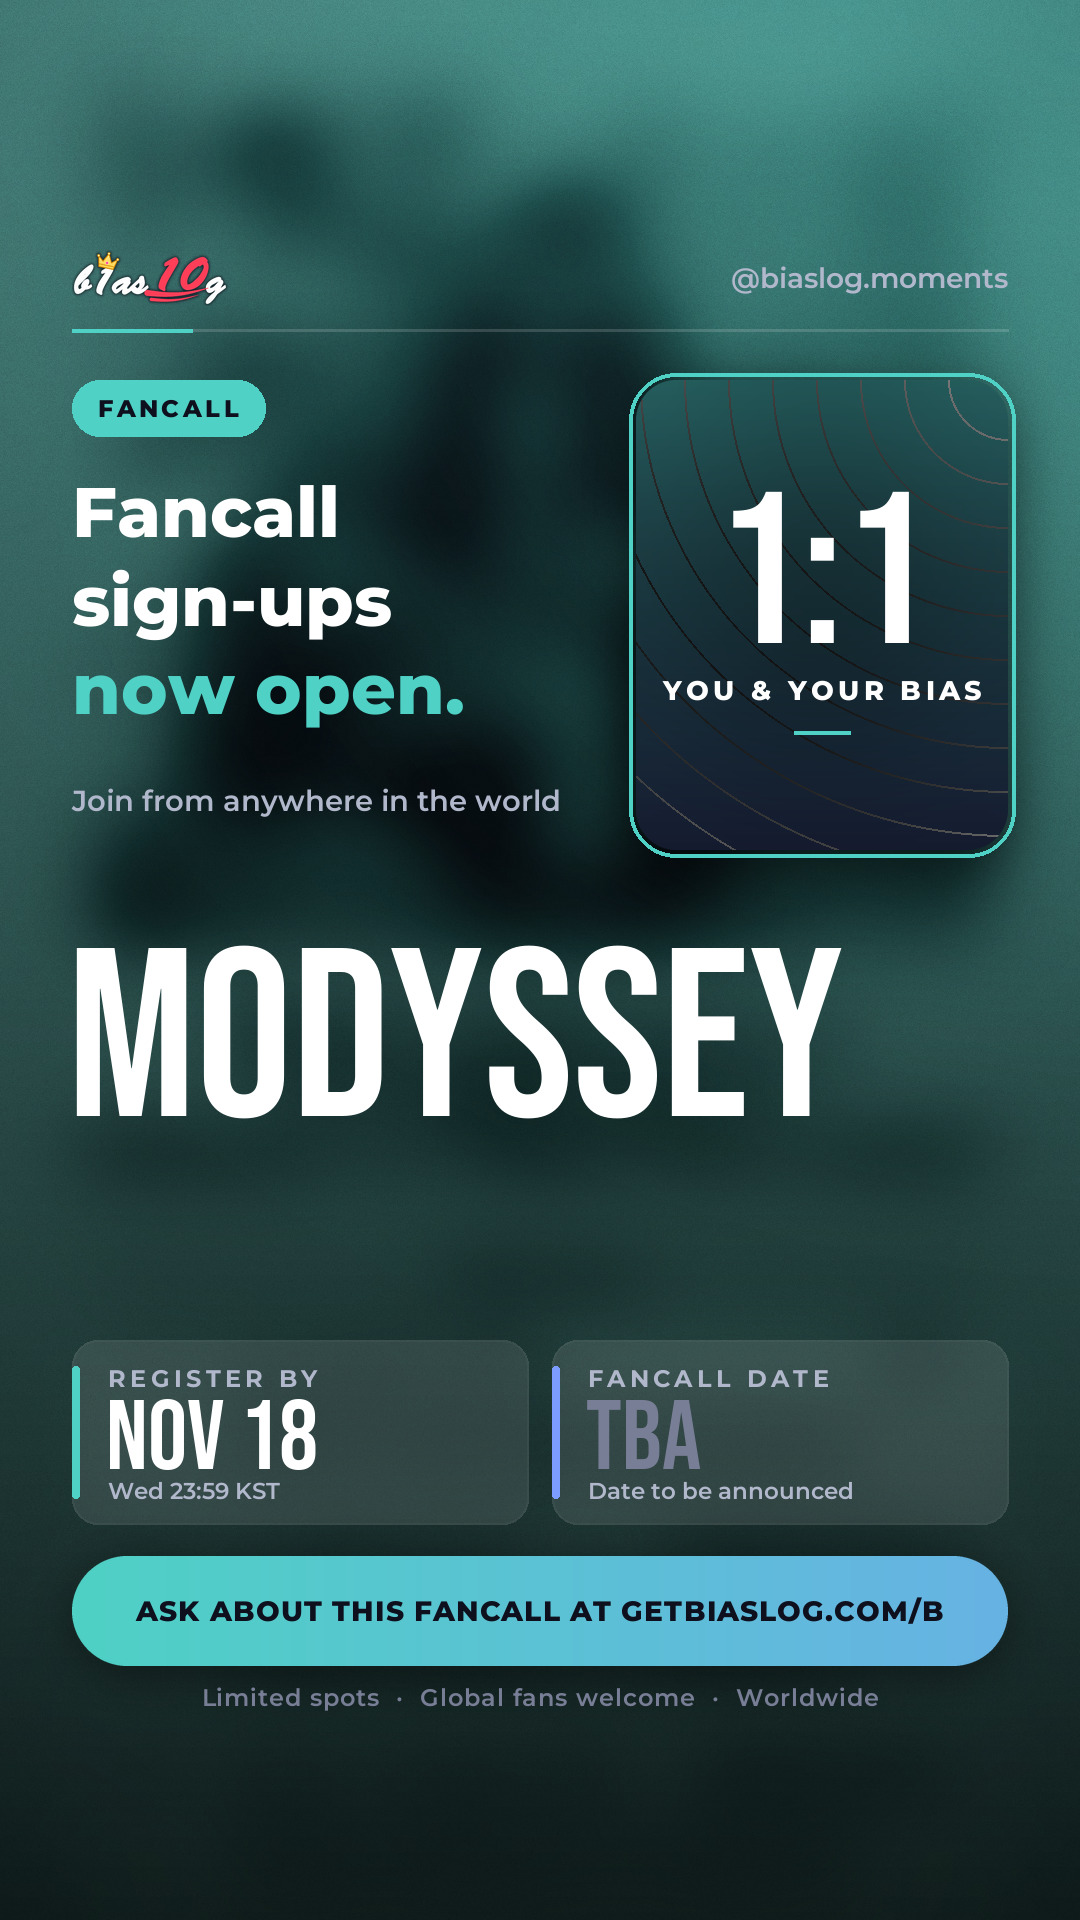 b1as10g
@biaslog.moments
FANCALL
Fancall
sign-ups
now open.
Join from anywhere in the world
1:1
YOU & YOUR BIAS
MODYSSEY
REGISTER BY
NOV 18
Wed 23:59 KST
FANCALL DATE
TBA
Date to be announced
ASK ABOUT THIS FANCALL AT GETBIASLOG.COM/B
Limited spots · Global fans welcome · Worldwide